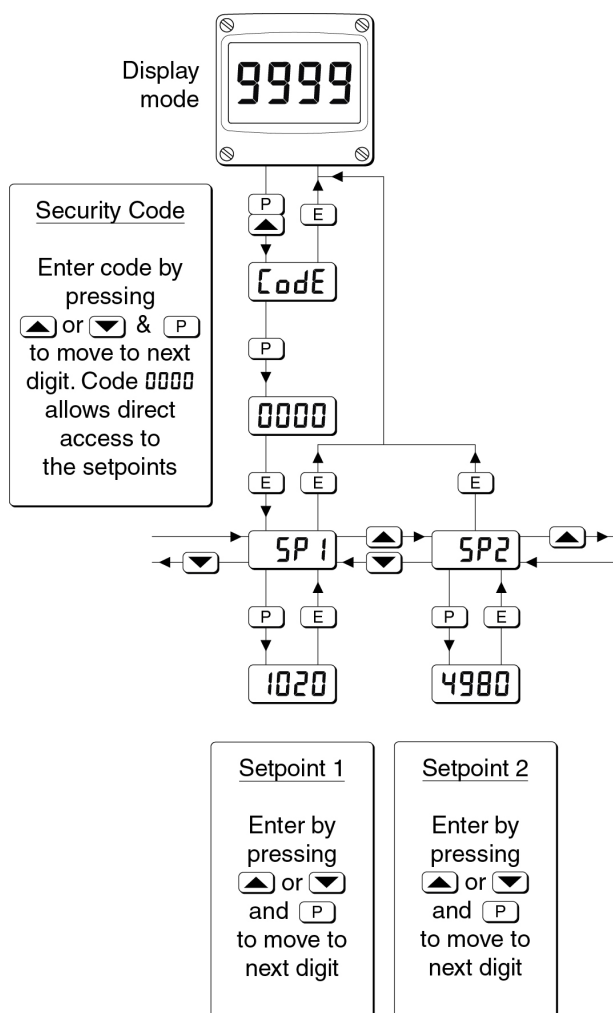 Display
mode
9999
P
E
Security Code
Enter code by
pressing
or & P
to move to next
digit. Code 0000
allows direct
access to
the setpoints
CodE
P
0000
E
E
E
SP1
SP2
P
E
P
E
1020
4980
Setpoint 1
Enter by
pressing
or
and P
to move to
next digit
Setpoint 2
Enter by
pressing
or
and P
to move to
next digit